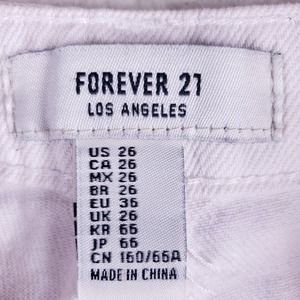 FOREVER 21
LOS ANGELES
US 26
CA 26
MX 26
BR 26
EU 36
UK 26
KR 66
JP 66
CN 160/66A
MADE IN CHINA